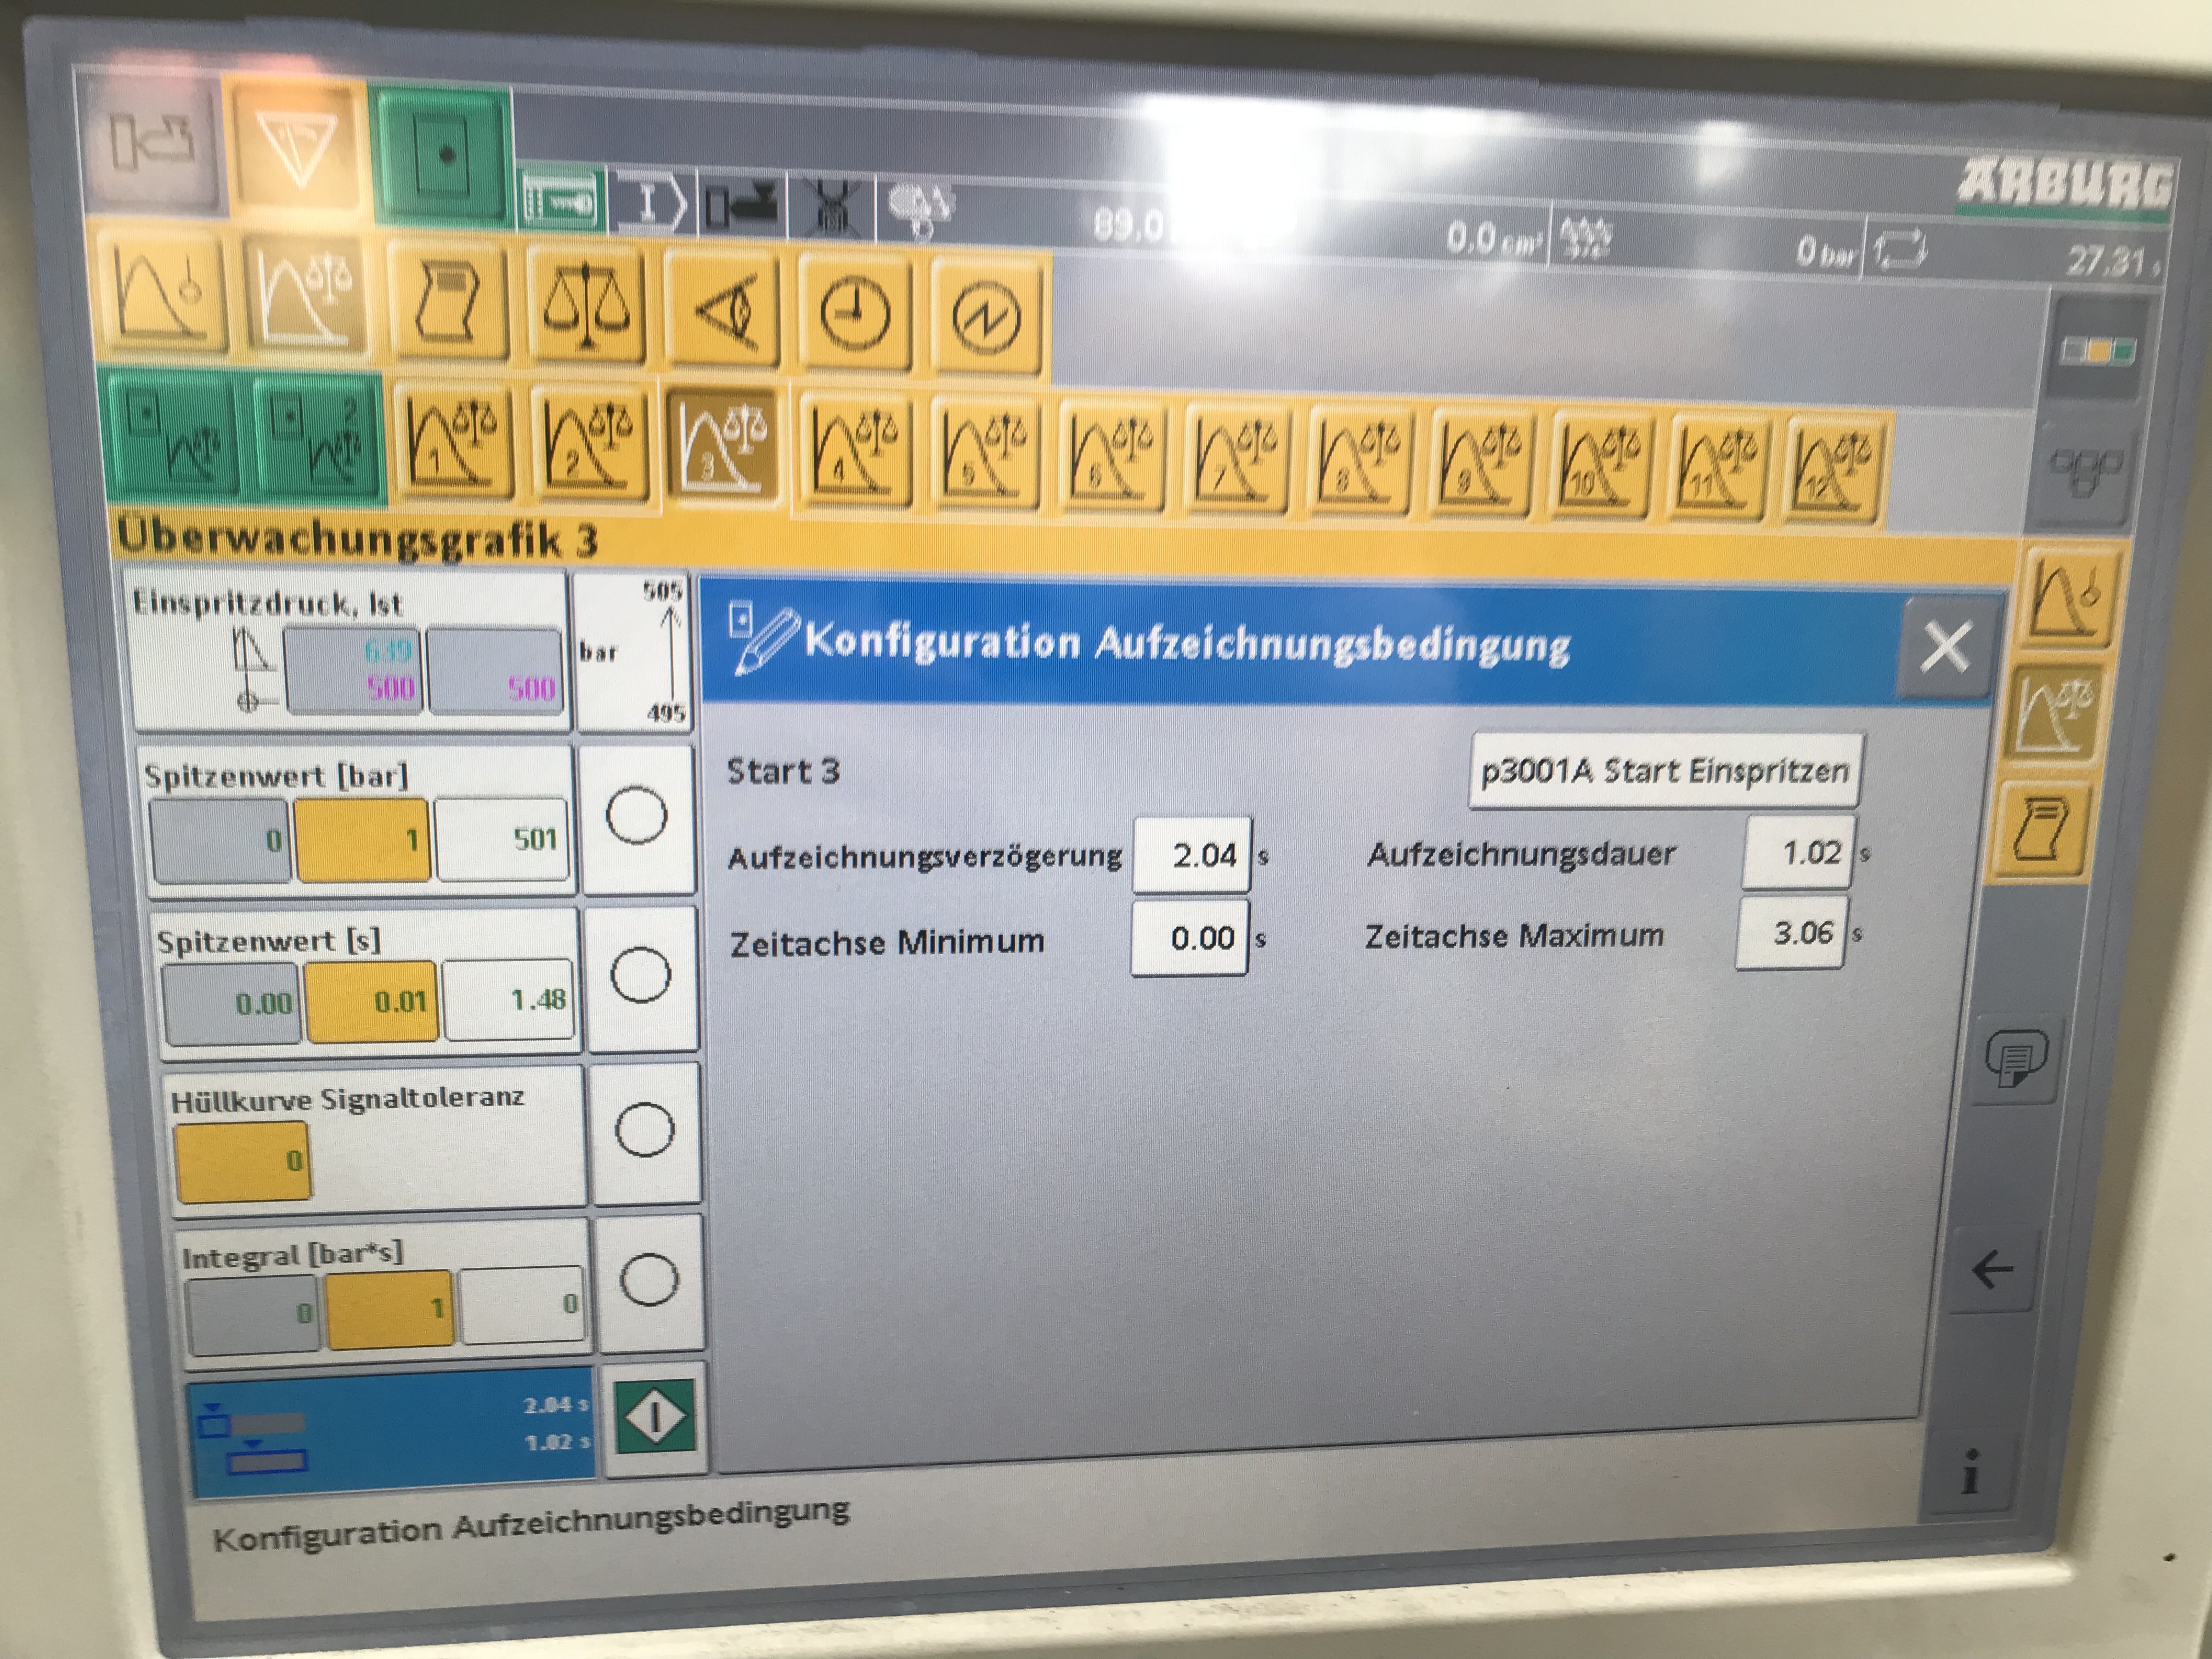 ARBURG
89,0
0,0 cm³
0 bar
27,31 s
2
1 2 3 4 5 6 7 8 9 10 11 12
Überwachungsgrafik 3
Einspritzdruck, Ist
639
500
500
bar
505
495
Spitzenwert [bar]
0 1 501
Spitzenwert [s]
0.00 0.01 1.48
Hüllkurve Signaltoleranz
0
Integral [bar*s]
0 1 0
2.04 s
1.02 s
Konfiguration Aufzeichnungsbedingung
Start 3 p3001A Start Einspritzen
Aufzeichnungsverzögerung 2.04 s Aufzeichnungsdauer 1.02 s
Zeitachse Minimum 0.00 s Zeitachse Maximum 3.06 s
i
Konfiguration Aufzeichnungsbedingung